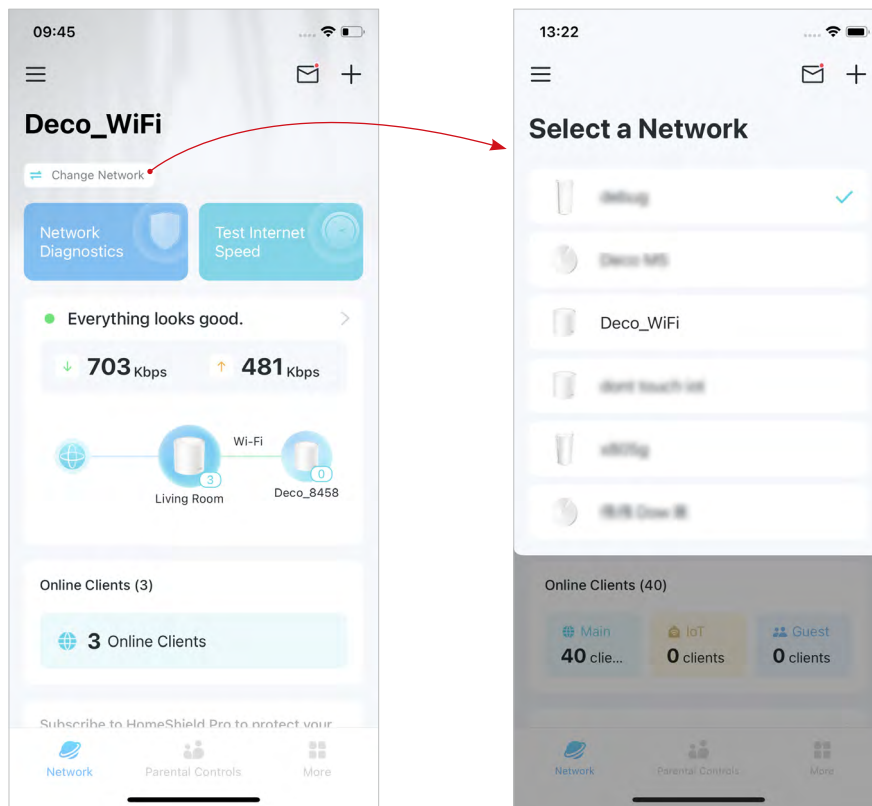 09:45
Deco_WiFi
Change Network
Network
Diagnostics
Test Internet
Speed
Everything looks good.
703 Kbps
481 Kbps
Wi-Fi
3
0
Living Room
Deco_8458
Online Clients (3)
3 Online Clients
Subscribe to HomeShield Pro to protect your
Network
Parental Controls
More
13:22
Select a Network
Deco_WiFi
Online Clients (40)
Main
40 clie...
IoT
0 clients
Guest
0 clients
Network
Parental Controls
More